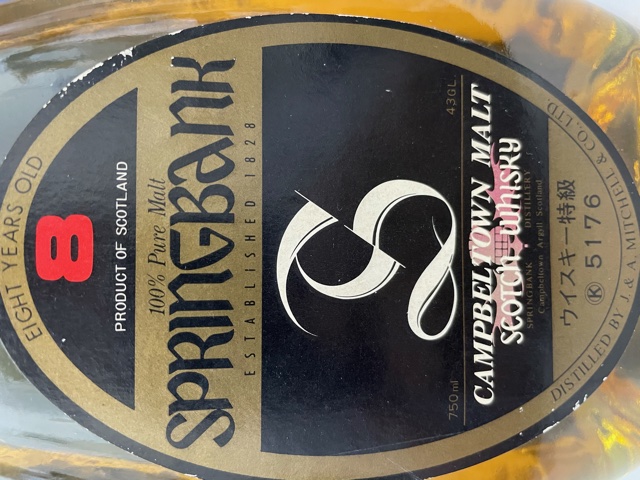 EIGHT YEARS OLD
8
PRODUCT OF SCOTLAND
100% Pure Malt
SPRINGBANK
ESTABLISHED 1828
S
750ml 43GL
CAMPBELTOWN MALT
SCOTCH WHISKY
SPRINGBANK DISTILLERY
Campbeltown Argyll Scotland
ウイスキー特級
Ⓚ 5176
DISTILLED BY J. & A. MITCHELL & CO. LTD